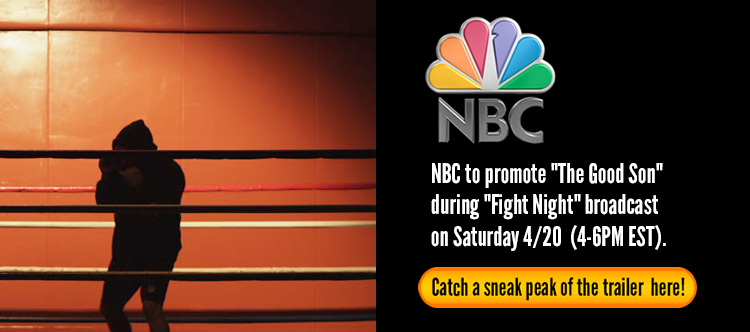 NBC
NBC to promote "The Good Son"
during "Fight Night" broadcast
on Saturday 4/20 (4-6PM EST).
Catch a sneak peak of the trailer here!